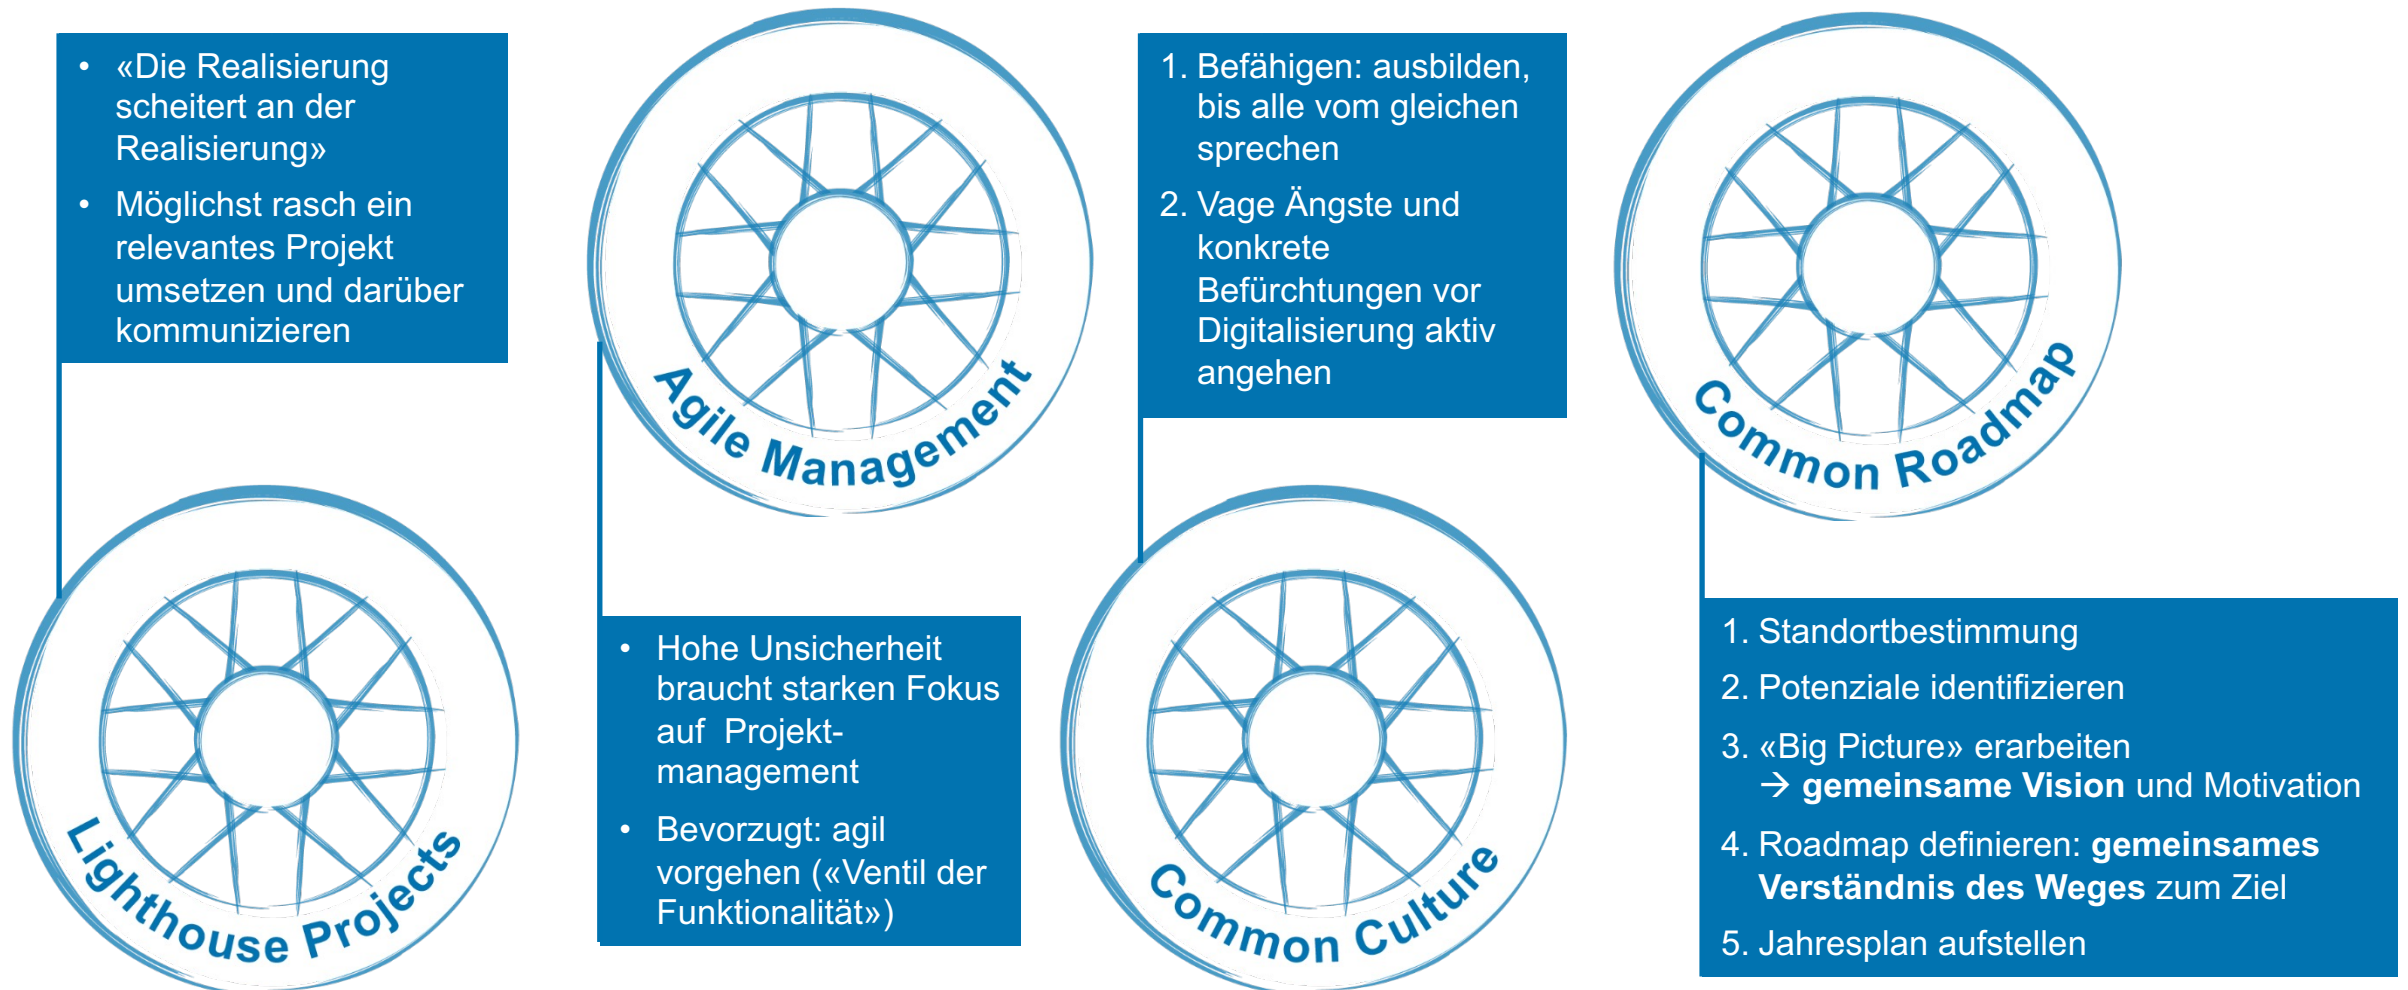 • «Die Realisierung
scheitert an der
Realisierung»
• Möglichst rasch ein
relevantes Projekt
umsetzen und darüber
kommunizieren
Lighthouse Projects
Agile Management
• Hohe Unsicherheit
braucht starken Fokus
auf  Projekt-
management
• Bevorzugt: agil
vorgehen («Ventil der
Funktionalität»)
1. Befähigen: ausbilden,
bis alle vom gleichen
sprechen
2. Vage Ängste und
konkrete
Befürchtungen vor
Digitalisierung aktiv
angehen
Common Culture
Common Roadmap
1. Standortbestimmung
2. Potenziale identifizieren
3. «Big Picture» erarbeiten
→ gemeinsame Vision und Motivation
4. Roadmap definieren: gemeinsames
Verständnis des Weges zum Ziel
5. Jahresplan aufstellen